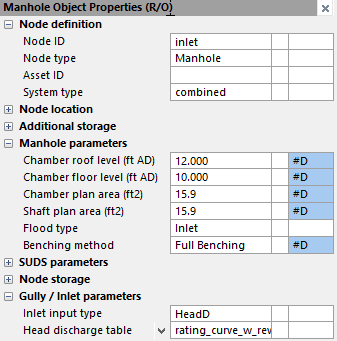 Manhole Object Properties (R/O)
Node definition
Node ID inlet
Node type Manhole
Asset ID
System type combined
Node location
Additional storage
Manhole parameters
Chamber roof level (ft AD) 12.000 #D
Chamber floor level (ft AD) 10.000 #D
Chamber plan area (ft2) 15.9 #D
Shaft plan area (ft2) 15.9 #D
Flood type Inlet
Benching method Full Benching #D
SUDS parameters
Node storage
Gully / Inlet parameters
Inlet input type HeadD
Head discharge table rating_curve_w_rev